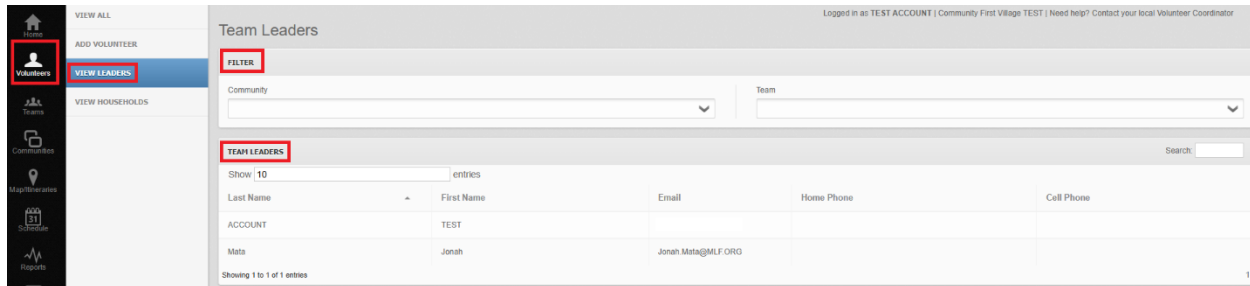 Logged in as TEST ACCOUNT | Community First Village TEST | Need help? Contact your local Volunteer Coordinator
Home
Volunteers
Teams
Communities
Map/Itineraries
31
Schedule
Reports
VIEW ALL
ADD VOLUNTEER
VIEW LEADERS
VIEW HOUSEHOLDS
Team Leaders
FILTER
Community Team
TEAM LEADERS Search:
Show 10 entries
Last Name First Name Email Home Phone Cell Phone
ACCOUNT TEST
Mata Jonah Jonah.Mata@MLF.ORG
Showing 1 to 1 of 1 entries 1